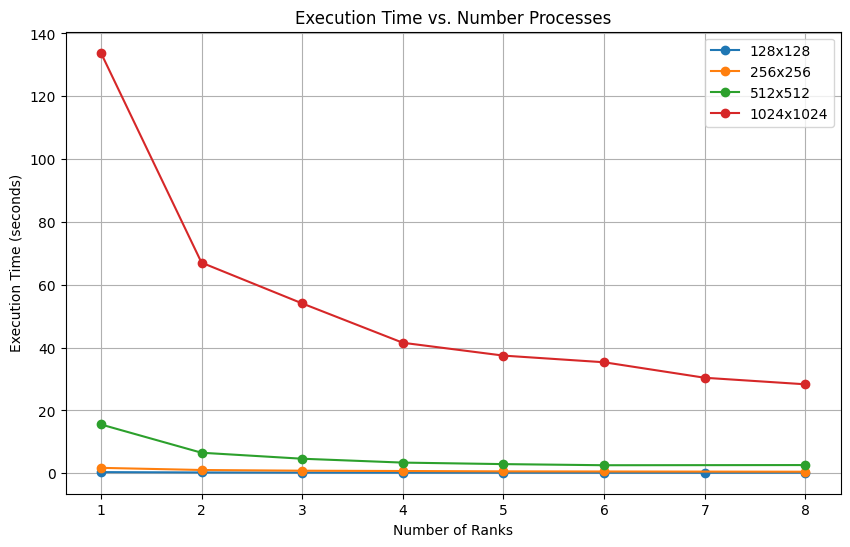 Execution Time vs. Number Processes
128x128
256x256
512x512
1024x1024
Execution Time (seconds)
140
120
100
80
60
40
20
0
1 2 3 4 5 6 7 8
Number of Ranks